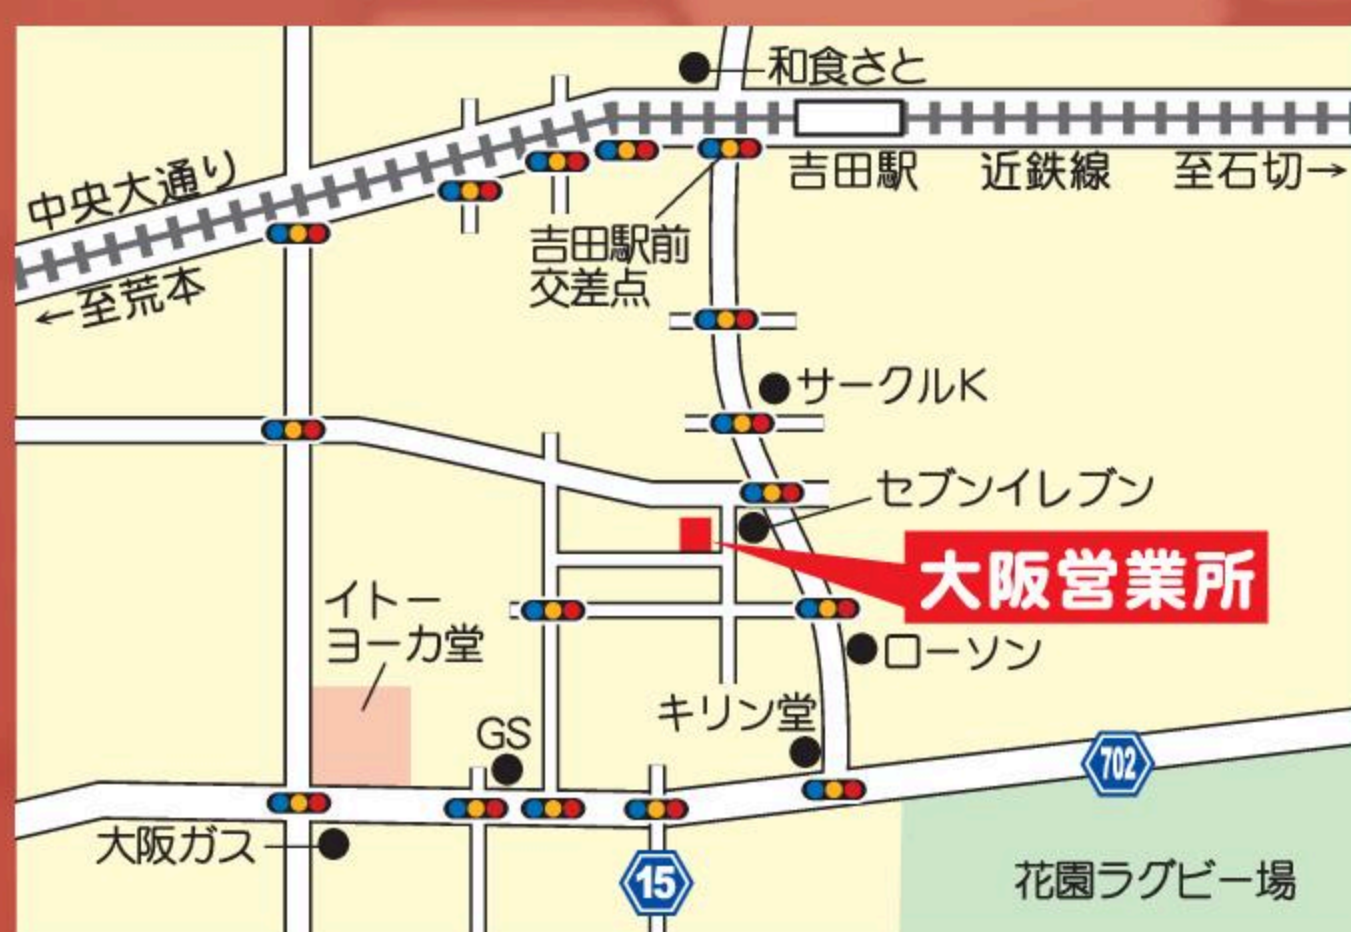 和食さと
中央大通り
吉田駅
近鉄線
至石切→
吉田駅前
交差点
←至荒本
サークルK
セブンイレブン
大阪営業所
イトー
ヨーカ堂
ローソン
キリン堂
GS
702
大阪ガス
15
花園ラグビー場